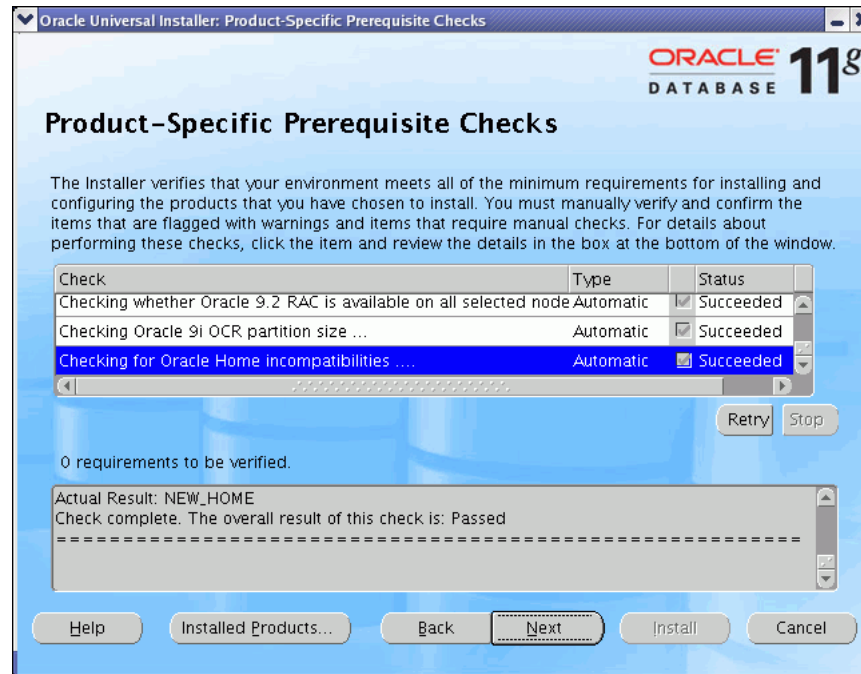 Oracle Universal Installer: Product-Specific Prerequisite Checks
ORACLE 11g
DATABASE
Product-Specific Prerequisite Checks
The Installer verifies that your environment meets all of the minimum requirements for installing and
configuring the products that you have chosen to install. You must manually verify and confirm the
items that are flagged with warnings and items that require manual checks. For details about
performing these checks, click the item and review the details in the box at the bottom of the window.
Check Type Status
Checking whether Oracle 9.2 RAC is available on all selected node Automatic Succeeded
Checking Oracle 9i OCR partition size ... Automatic Succeeded
Checking for Oracle Home incompatibilities .... Automatic Succeeded
Retry Stop
0 requirements to be verified.
Actual Result: NEW_HOME
Check complete. The overall result of this check is: Passed
========================================================
Help Installed Products... Back Next Install Cancel